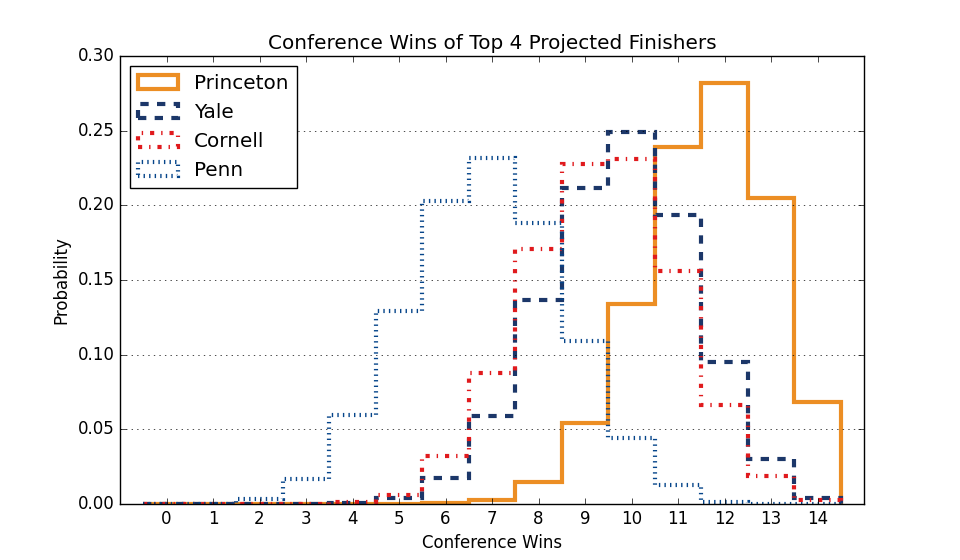 Conference Wins of Top 4 Projected Finishers
0.30
0.25
0.20
0.15
0.10
0.05
0.00
Probability
Princeton
Yale
Cornell
Penn
0 1 2 3 4 5 6 7 8 9 10 11 12 13 14
Conference Wins